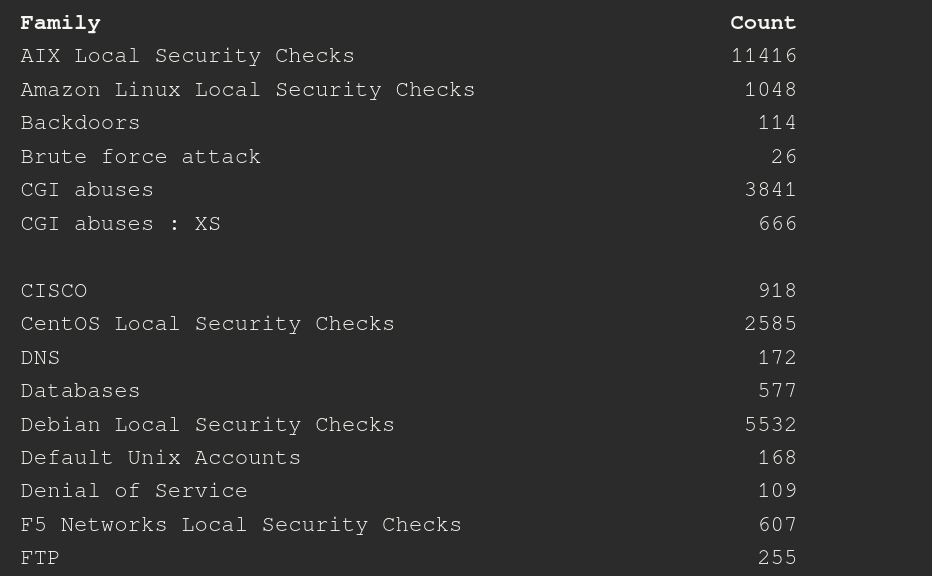 Family Count
AIX Local Security Checks 11416
Amazon Linux Local Security Checks 1048
Backdoors 114
Brute force attack 26
CGI abuses 3841
CGI abuses : XS 666
CISCO 918
CentOS Local Security Checks 2585
DNS 172
Databases 577
Debian Local Security Checks 5532
Default Unix Accounts 168
Denial of Service 109
F5 Networks Local Security Checks 607
FTP 255